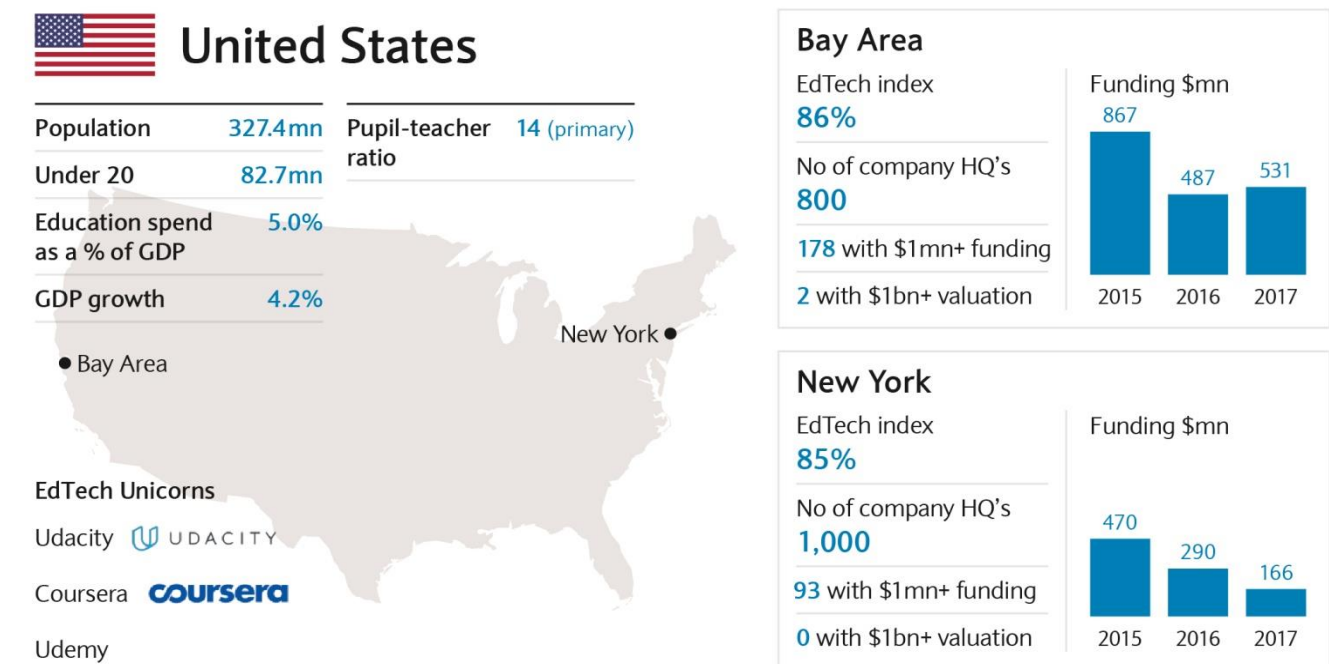 United States
Population 327.4mn
Under 20 82.7mn
Education spend 5.0%
as a % of GDP
GDP growth 4.2%
Pupil-teacher 14 (primary)
ratio
New York
Bay Area
EdTech Unicorns
Udacity UDACITY
Coursera coursera
Udemy
Bay Area
EdTech index
86%
No of company HQ's
800
178 with $1mn+ funding
2 with $1bn+ valuation
Funding $mn
867
487
531
2015 2016 2017
New York
EdTech index
85%
No of company HQ's
1,000
93 with $1mn+ funding
0 with $1bn+ valuation
Funding $mn
470
290
166
2015 2016 2017